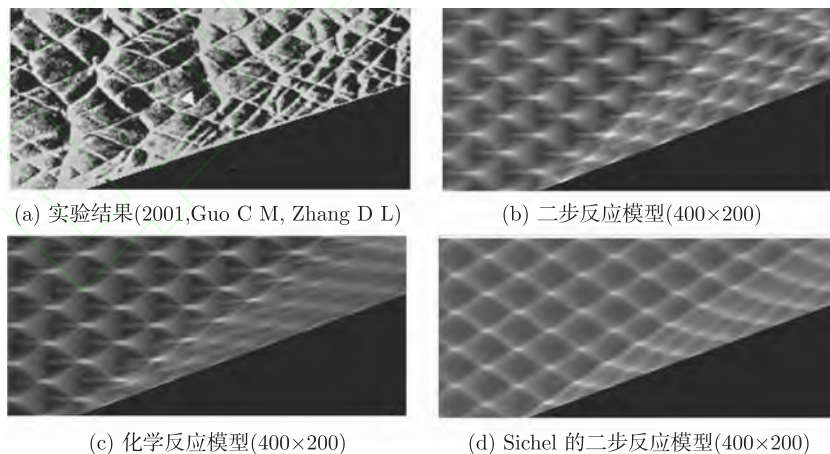 (a) 实验结果(2001,Guo C M, Zhang D L)
(b) 二步反应模型(400×200)
(c) 化学反应模型(400×200)
(d) Sichel 的二步反应模型(400×200)